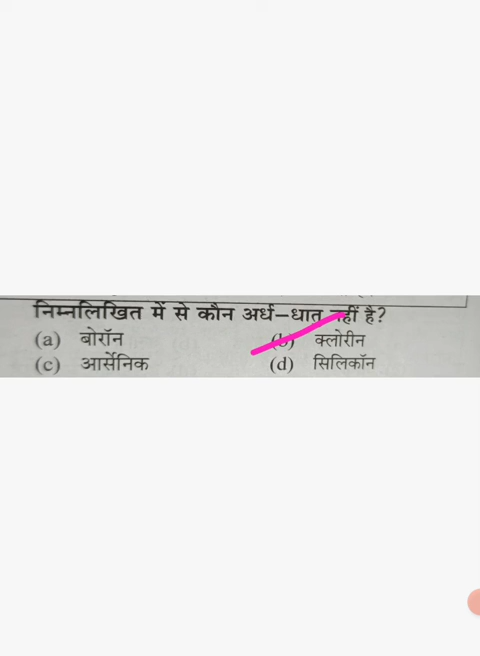 निम्नलिखित में से कौन अर्ध–धात नहीं है?
(a) बोरॉन (b) क्लोरीन
(c) आर्सेनिक (d) सिलिकॉन